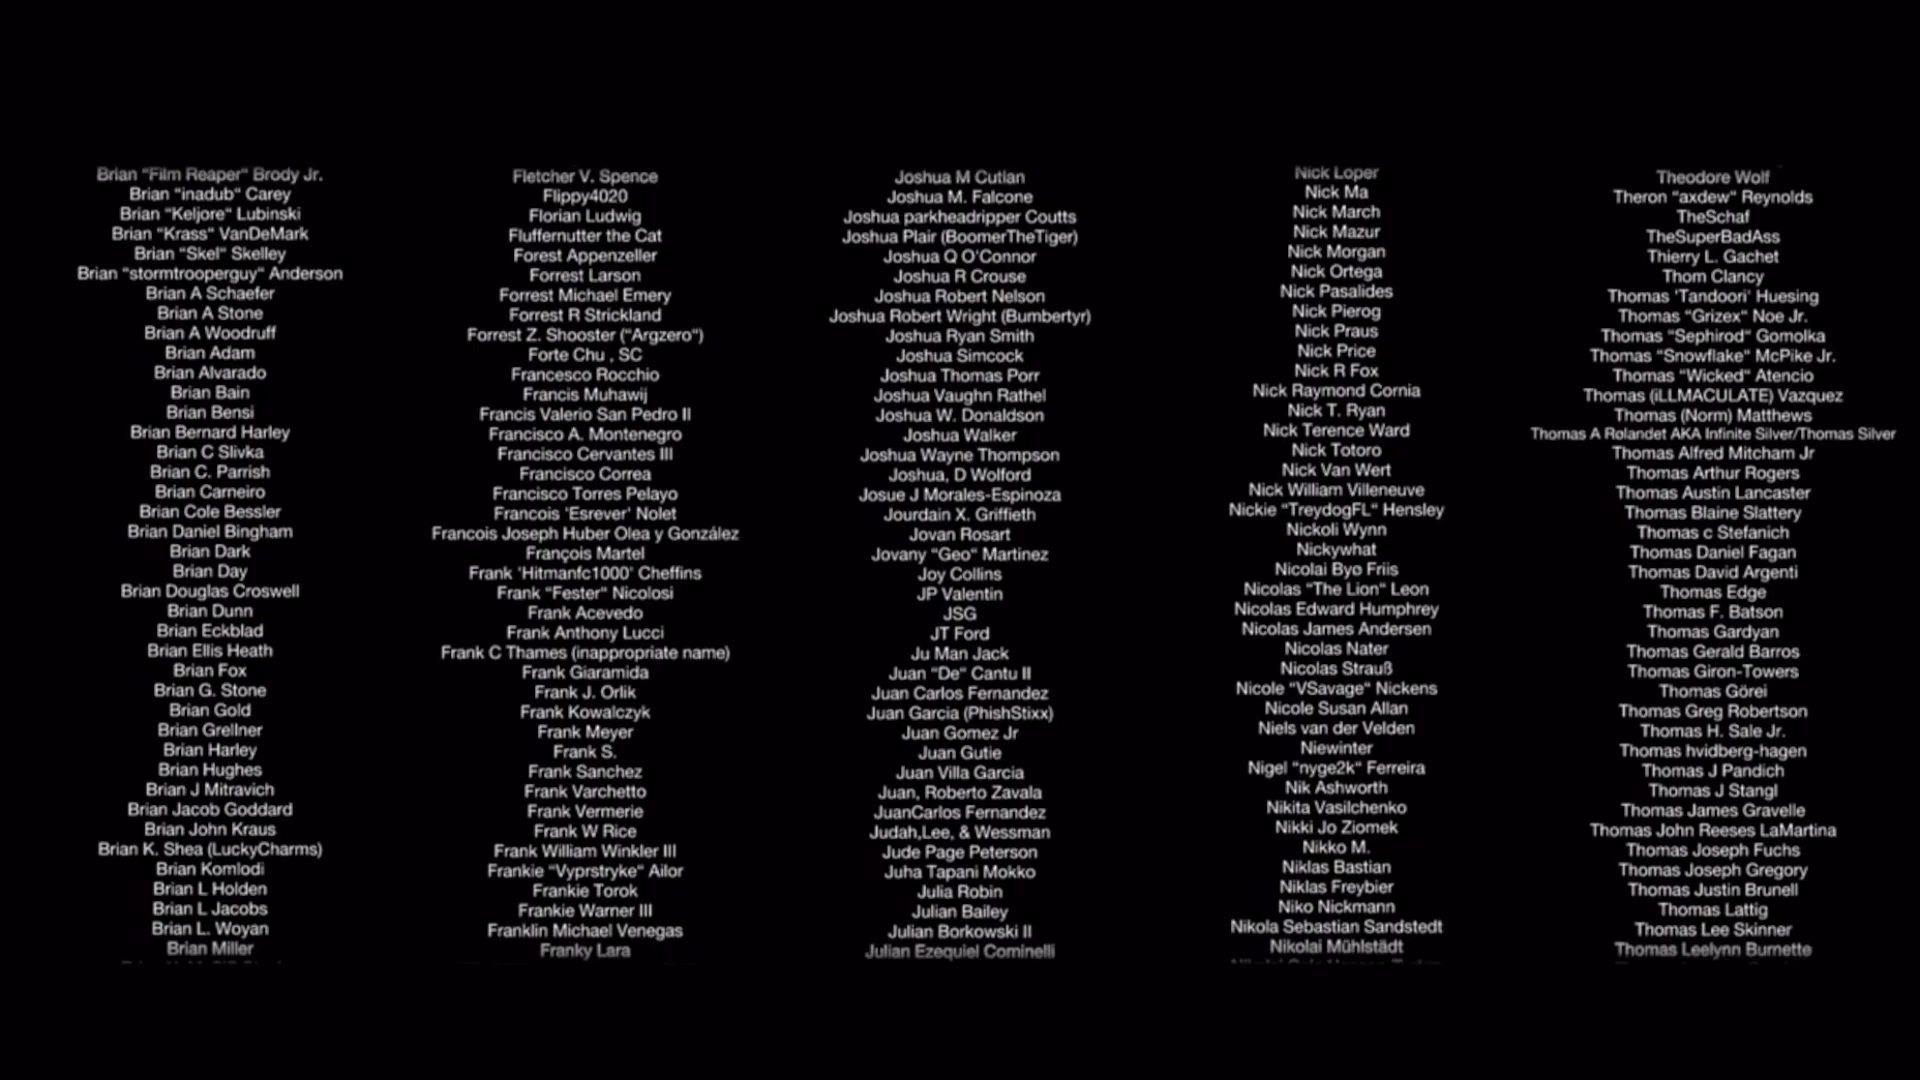 Brian “Film Reaper“ Brody Jr.
Brian “inadub“ Carey
Brian “Keljore“ Lubinski
Brian “Krass“ VanDeMark
Brian “Skel“ Skelley
Brian “stormtrooperguy“ Anderson
Brian A Schaefer
Brian A Stone
Brian A Woodruff
Brian Adam
Brian Alvarado
Brian Bain
Brian Bensi
Brian Bernard Harley
Brian C Slivka
Brian C. Parrish
Brian Carneiro
Brian Cole Bessler
Brian Daniel Bingham
Brian Dark
Brian Day
Brian Douglas Croswell
Brian Dunn
Brian Eckblad
Brian Ellis Heath
Brian Fox
Brian G. Stone
Brian Gold
Brian Grellner
Brian Harley
Brian Hughes
Brian J Mitravich
Brian Jacob Goddard
Brian John Kraus
Brian K. Shea (LuckyCharms)
Brian Komlodi
Brian L Holden
Brian L Jacobs
Brian L. Woyan
Brian Miller
Fletcher V. Spence
Flippy4020
Florian Ludwig
Fluffernutter the Cat
Forest Appenzeller
Forrest Larson
Forrest Michael Emery
Forrest R Strickland
Forrest Z. Shooster (“Argzero“)
Forte Chu , SC
Francesco Rocchio
Francis Muhawij
Francis Valerio San Pedro II
Francisco A. Montenegro
Francisco Cervantes III
Francisco Correa
Francisco Torres Pelayo
Francois 'Esrever' Nolet
Francois Joseph Huber Olea y González
François Martel
Frank 'Hitmanfc1000' Cheffins
Frank “Fester“ Nicolosi
Frank Acevedo
Frank Anthony Lucci
Frank C Thames (inappropriate name)
Frank Giaramida
Frank J. Orlik
Frank Kowalczyk
Frank Meyer
Frank S.
Frank Sanchez
Frank Varchetto
Frank Vermerie
Frank W Rice
Frank William Winkler III
Frankie “Vyprstryke“ Ailor
Frankie Torok
Frankie Warner III
Franklin Michael Venegas
Franky Lara
Joshua M Cutlan
Joshua M. Falcone
Joshua parkheadripper Coutts
Joshua Plair (BoomerTheTiger)
Joshua Q O'Connor
Joshua R Crouse
Joshua Robert Nelson
Joshua Robert Wright (Bumbertyr)
Joshua Ryan Smith
Joshua Simcock
Joshua Thomas Porr
Joshua Vaughn Rathel
Joshua W. Donaldson
Joshua Walker
Joshua Wayne Thompson
Joshua, D Wolford
Josue J Morales-Espinoza
Jourdain X. Griffieth
Jovan Rosart
Jovany “Geo“ Martinez
Joy Collins
JP Valentin
JSG
JT Ford
Ju Man Jack
Juan “De“ Cantu II
Juan Carlos Fernandez
Juan Garcia (PhishStixx)
Juan Gomez Jr
Juan Gutie
Juan Villa Garcia
Juan, Roberto Zavala
JuanCarlos Fernandez
Judah,Lee, & Wessman
Jude Page Peterson
Juha Tapani Mokko
Julia Robin
Julian Bailey
Julian Borkowski II
Julian Ezequiel Cominelli
Nick Loper
Nick Ma
Nick March
Nick Mazur
Nick Morgan
Nick Ortega
Nick Pasalides
Nick Pierog
Nick Praus
Nick Price
Nick R Fox
Nick Raymond Cornia
Nick T. Ryan
Nick Terence Ward
Nick Totoro
Nick Van Wert
Nick William Villeneuve
Nickie “TreydogFL“ Hensley
Nickoli Wynn
Nickywhat
Nicolai Byø Friis
Nicolas “The Lion“ Leon
Nicolas Edward Humphrey
Nicolas James Andersen
Nicolas Nater
Nicolas Strauß
Nicole “VSavage“ Nickens
Nicole Susan Allan
Niels van der Velden
Niewinter
Nigel “nyge2k“ Ferreira
Nik Ashworth
Nikita Vasilchenko
Nikki Jo Ziomek
Nikko M.
Niklas Bastian
Niklas Freybier
Niko Nickmann
Nikola Sebastian Sandstedt
Nikolai Mühlstädt
Theodore Wolf
Theron “axdew“ Reynolds
TheSchaf
TheSuperBadAss
Thierry L. Gachet
Thom Clancy
Thomas 'Tandoori' Huesing
Thomas “Grizex“ Noe Jr.
Thomas “Sephirod“ Gomolka
Thomas “Snowflake“ McPike Jr.
Thomas “Wicked“ Atencio
Thomas (iLLMACULATE) Vazquez
Thomas (Norm) Matthews
Thomas A Rølandet AKA Infinite Silver/Thomas Silver
Thomas Alfred Mitcham Jr
Thomas Arthur Rogers
Thomas Austin Lancaster
Thomas Blaine Slattery
Thomas c Stefanich
Thomas Daniel Fagan
Thomas David Argenti
Thomas Edge
Thomas F. Batson
Thomas Gardyan
Thomas Gerald Barros
Thomas Giron-Towers
Thomas Görei
Thomas Greg Robertson
Thomas H. Sale Jr.
Thomas hvidberg-hagen
Thomas J Pandich
Thomas J Stangl
Thomas James Gravelle
Thomas John Reeses LaMartina
Thomas Joseph Fuchs
Thomas Joseph Gregory
Thomas Justin Brunell
Thomas Lattig
Thomas Lee Skinner
Thomas Leelynn Burnette